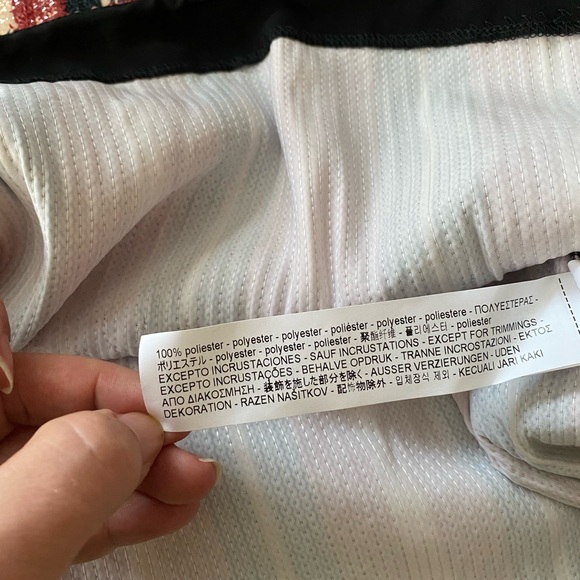 100% poliester - polyester - polyester - poliéster - polyester - poliestere - ΠΟΛΥΕΣΤΕΡΑΣ -
ポリエステル - polyester - polyester - polyester - 聚酯纤维 - 폴리에스터 - poliester
EXCEPTO INCRUSTACIONES - SAUF INCRUSTATIONS - EXCEPT FOR TRIMMINGS -
EXCEPTO INCRUSTAÇÕES - BEHALVE OPDRUK - TRANNE INCROSTAZIONI - ΕΚΤΟΣ
ΑΠΟ ΔΙΑΚΟΣΜΗΣΗ - 装飾を施した部分を除く - AUSSER VERZIERUNGEN - UDEN
DEKORATION - RAZEN NAŠITKOV - 配饰物除外 - 입체장식 제외 - KECUALI JARI KAKI